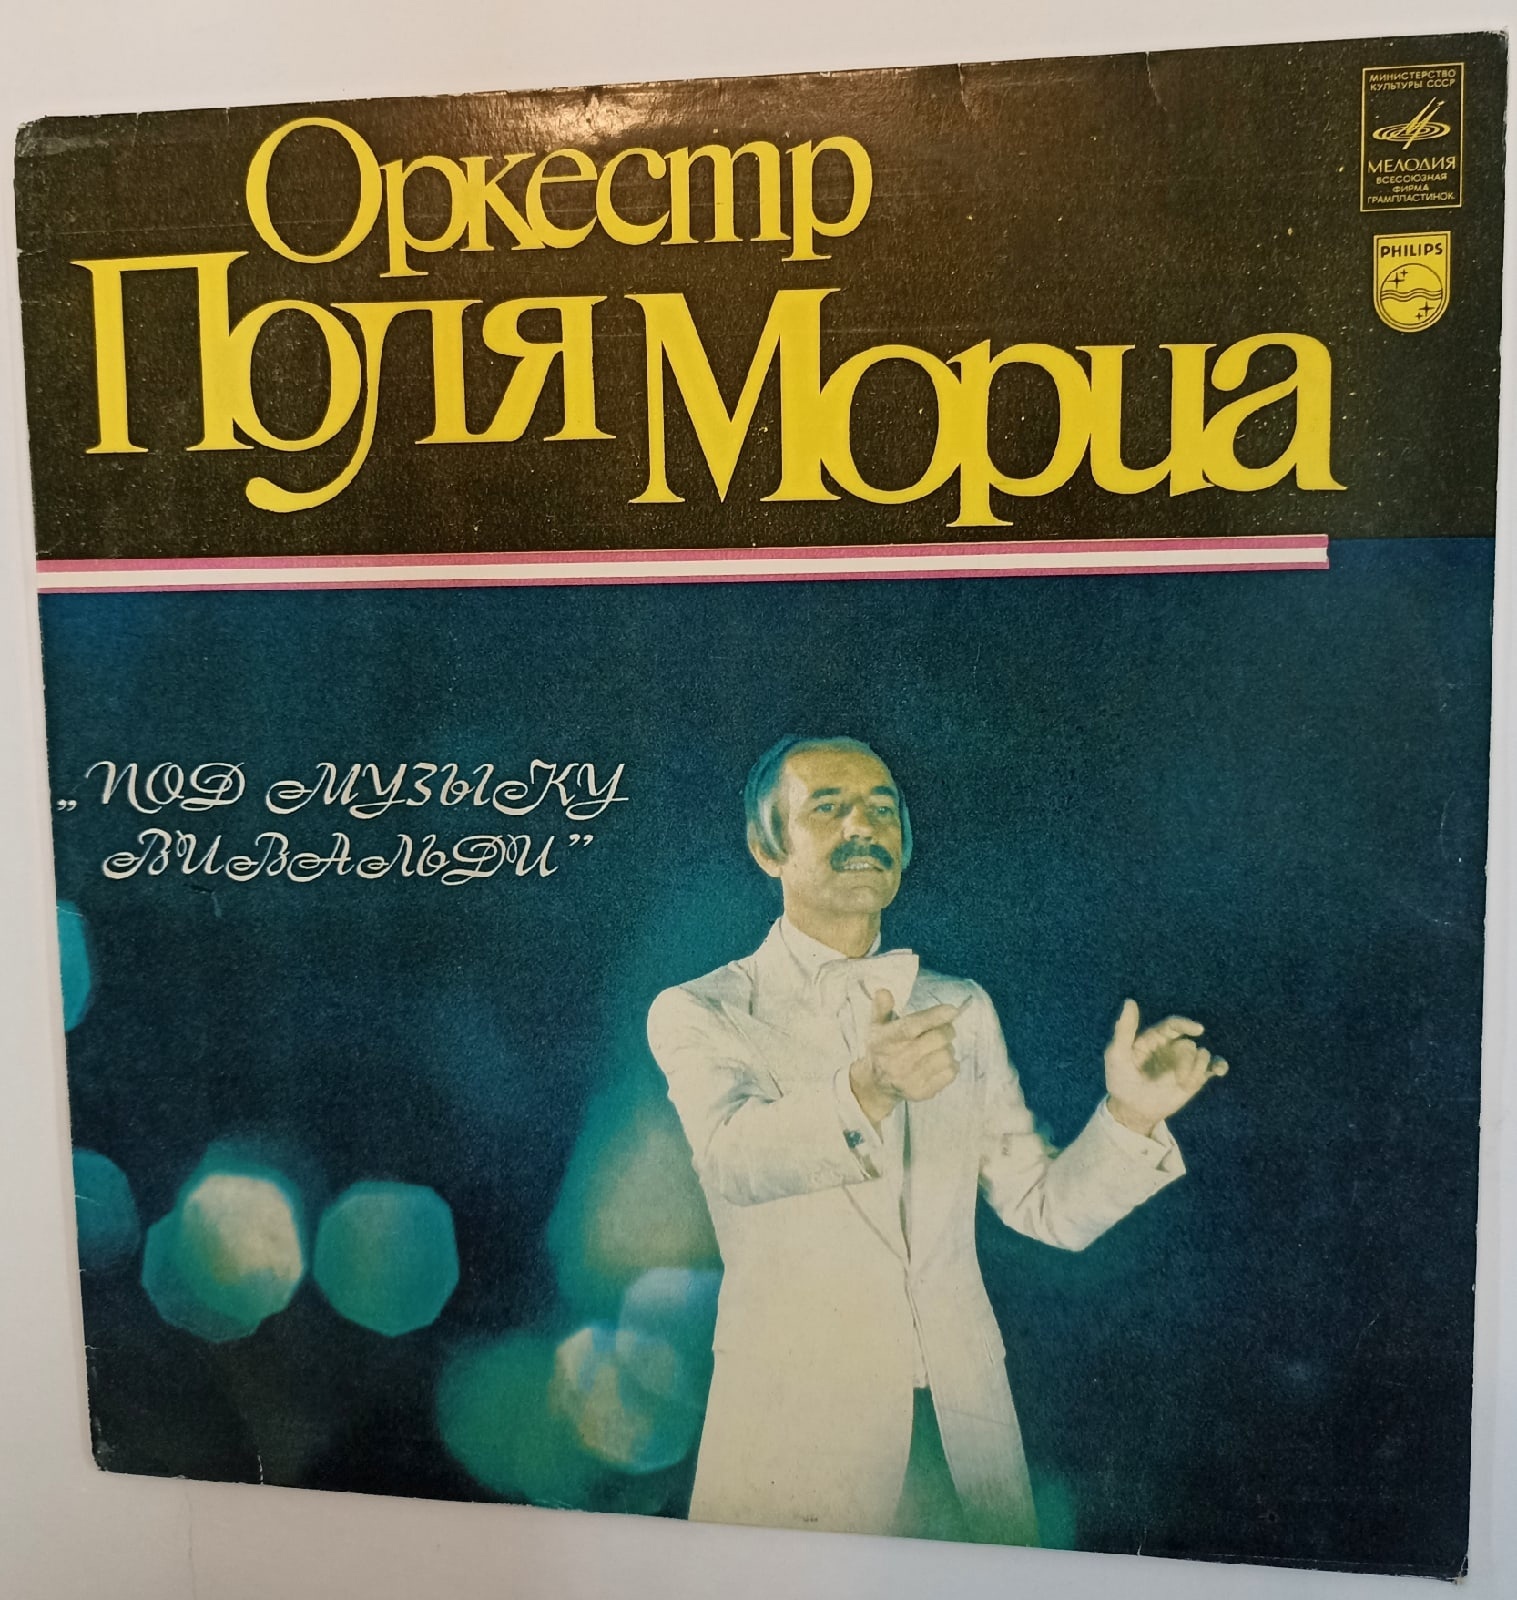 Оркестр
Поля Мориа
МИНИСТЕРСТВО
КУЛЬТУРЫ СССР
МЕЛОДИЯ
ВСЕСОЮЗНАЯ
ФИРМА
ГРАМПЛАСТИНОК
PHILIPS
„ПОД МУЗЫКУ
ВИВАЛЬДИ”